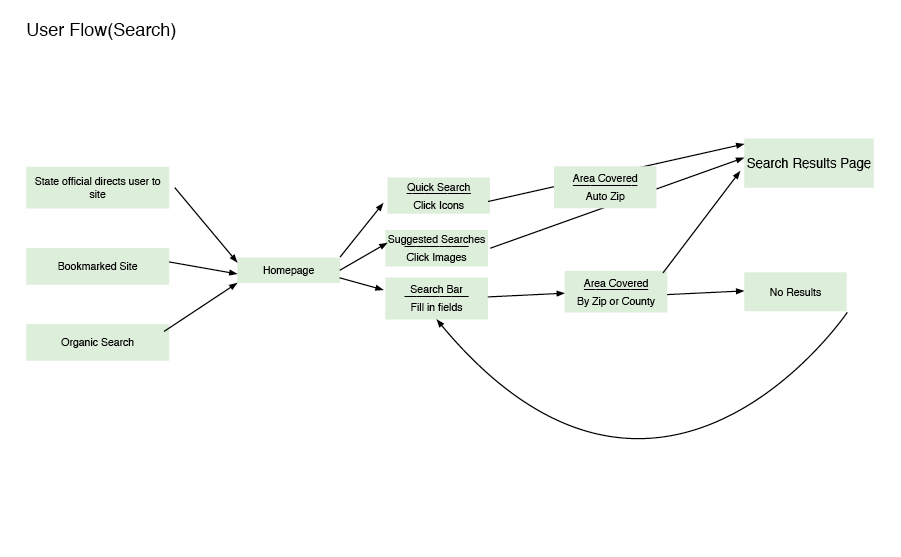 User Flow(Search)
State official directs user to
site
Bookmarked Site
Organic Search
Homepage
Quick Search
Click Icons
Suggested Searches
Click Images
Search Bar
Fill in fields
Area Covered
Auto Zip
Area Covered
By Zip or County
Search Results Page
No Results